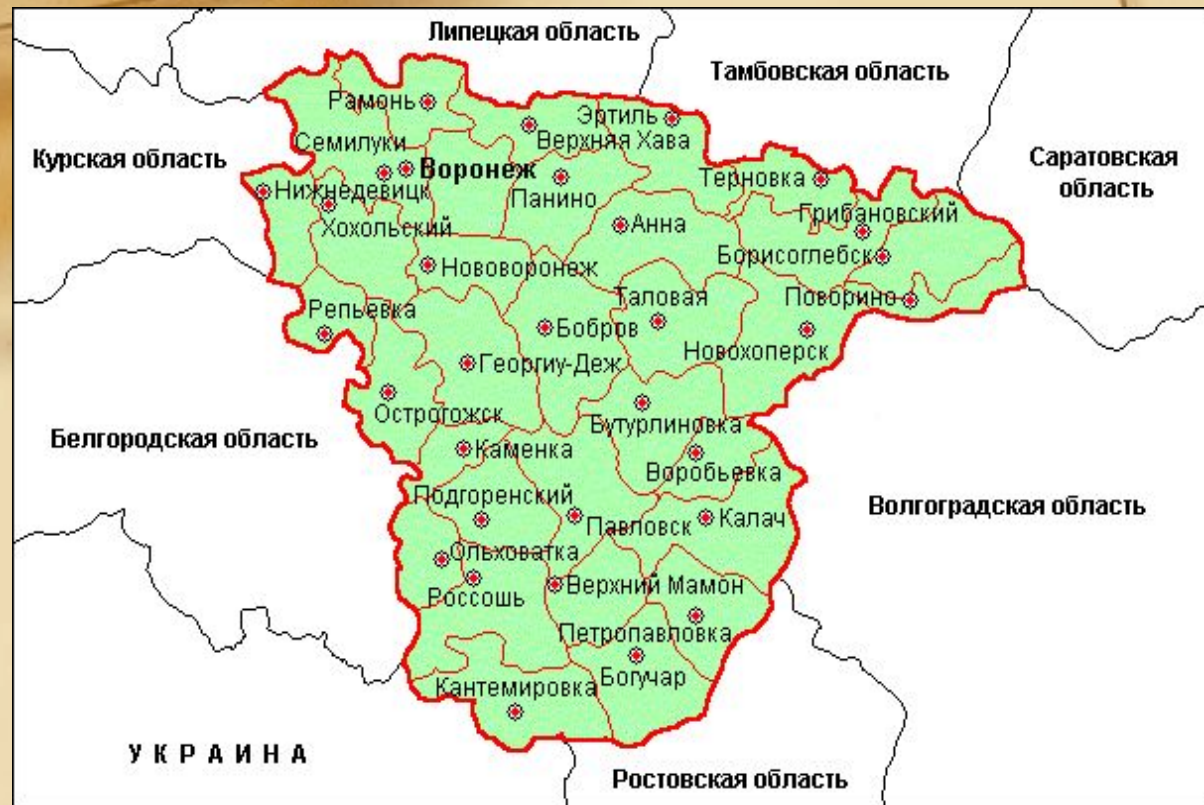 Липецкая область
Тамбовская область
Рамонь
Эртиль
Верхняя Хава
Семилуки
Курская область
Воронеж
Саратовская
область
Нижнедевицк
Панино
Терновка
Хохольский
Анна
Грибановский
Борисоглебск
Нововоронеж
Таловая
Поворино
Репьевка
Бобров
Новохоперск
Георгиу-Деж
Острогожск
Бутурлиновка
Белгородская область
Каменка
Воробьевка
Подгоренский
Волгоградская область
Павловск
Калач
Ольховатка
Россошь
Верхний Мамон
Петропавловка
Богучар
Кантемировка
УКРАИНА
Ростовская область